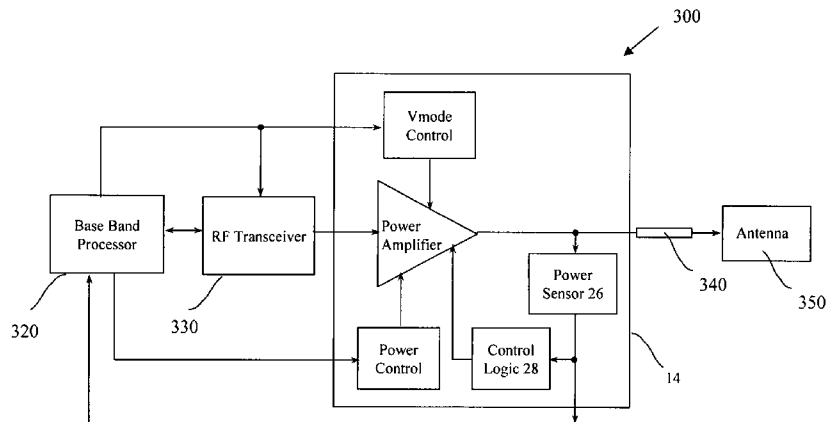 300
Vmode
Control
Base Band
Processor
RF Transceiver
Power
Amplifier
Antenna
Power
Sensor 26
340
350
320
330
Power
Control
Control
Logic 28
14